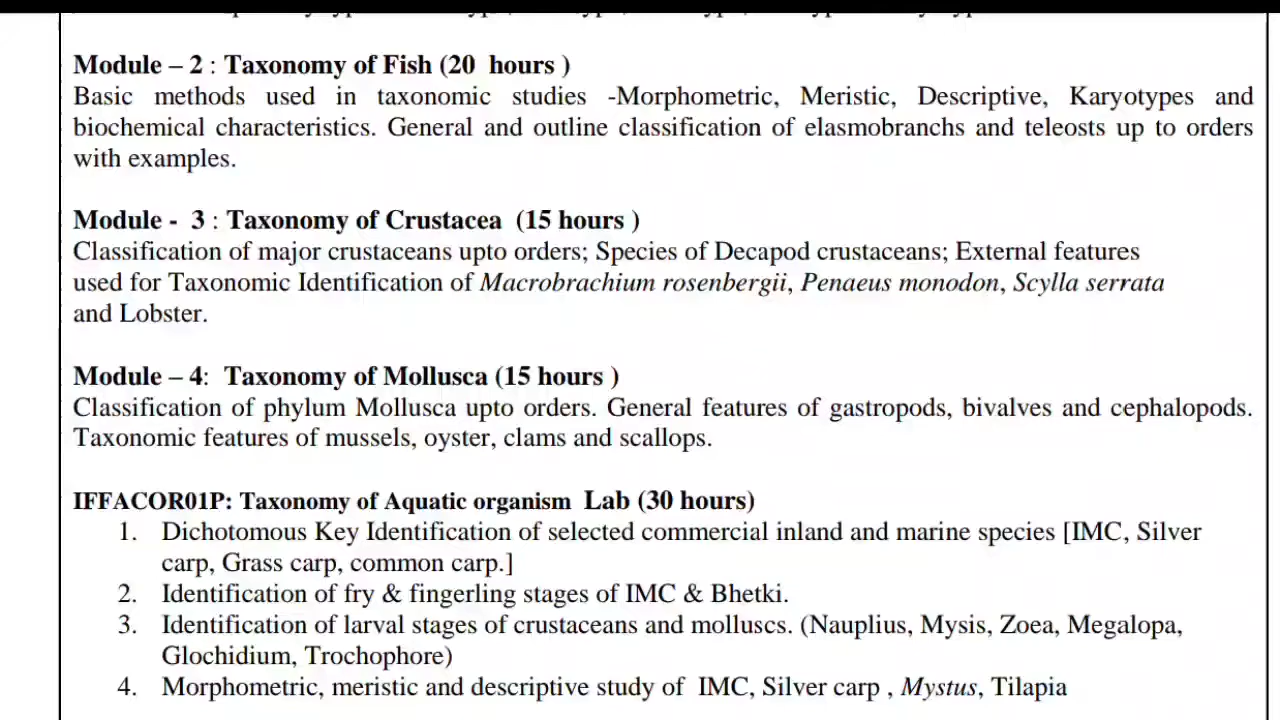 Module – 2 : Taxonomy of Fish (20 hours )
Basic methods used in taxonomic studies -Morphometric, Meristic, Descriptive, Karyotypes and
biochemical characteristics. General and outline classification of elasmobranchs and teleosts up to orders
with examples.
Module - 3 : Taxonomy of Crustacea (15 hours )
Classification of major crustaceans upto orders; Species of Decapod crustaceans; External features
used for Taxonomic Identification of Macrobrachium rosenbergii, Penaeus monodon, Scylla serrata
and Lobster.
Module – 4: Taxonomy of Mollusca (15 hours )
Classification of phylum Mollusca upto orders. General features of gastropods, bivalves and cephalopods.
Taxonomic features of mussels, oyster, clams and scallops.
IFFACOR01P: Taxonomy of Aquatic organism Lab (30 hours)
1. Dichotomous Key Identification of selected commercial inland and marine species [IMC, Silver
carp, Grass carp, common carp.]
2. Identification of fry & fingerling stages of IMC & Bhetki.
3. Identification of larval stages of crustaceans and molluscs. (Nauplius, Mysis, Zoea, Megalopa,
Glochidium, Trochophore)
4. Morphometric, meristic and descriptive study of IMC, Silver carp , Mystus, Tilapia